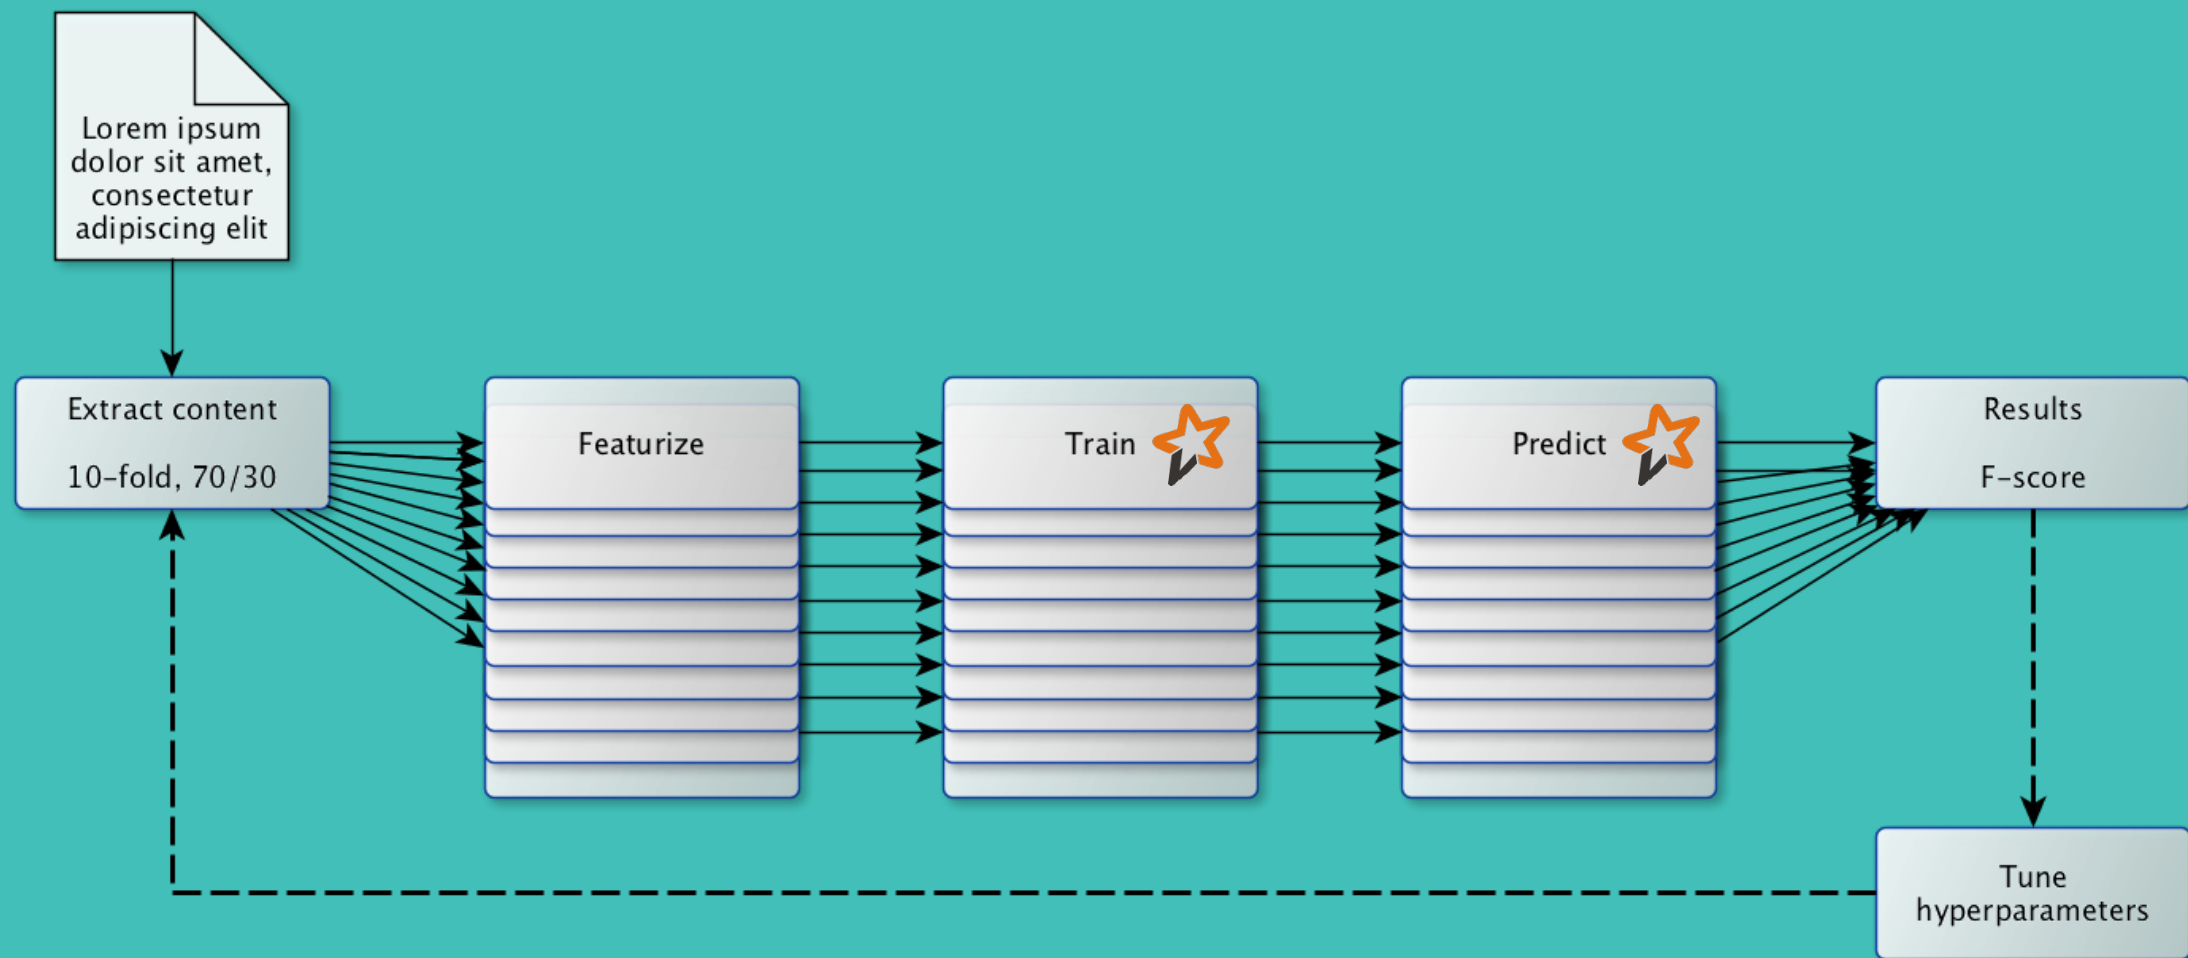 Lorem ipsum
dolor sit amet,
consectetur
adipiscing elit
Extract content
10-fold, 70/30
Featurize
Train
Predict
Results
F-score
Tune
hyperparameters